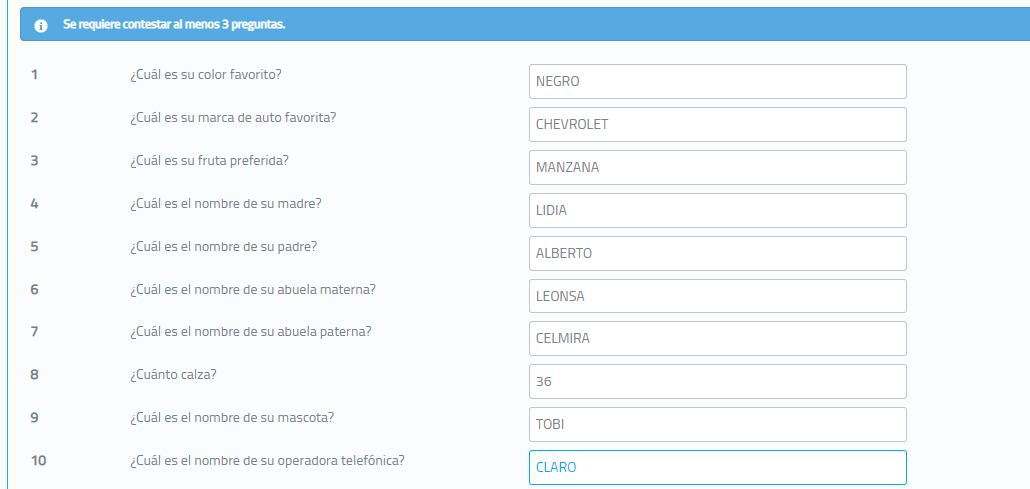 Se requiere contestar al menos 3 preguntas.
1 ¿Cuál es su color favorito? NEGRO
2 ¿Cuál es su marca de auto favorita? CHEVROLET
3 ¿Cuál es su fruta preferida? MANZANA
4 ¿Cuál es el nombre de su madre? LIDIA
5 ¿Cuál es el nombre de su padre? ALBERTO
6 ¿Cuál es el nombre de su abuela materna? LEONSA
7 ¿Cuál es el nombre de su abuela paterna? CELMIRA
8 ¿Cuánto calza? 36
9 ¿Cuál es el nombre de su mascota? TOBI
10 ¿Cuál es el nombre de su operadora telefónica? CLARO